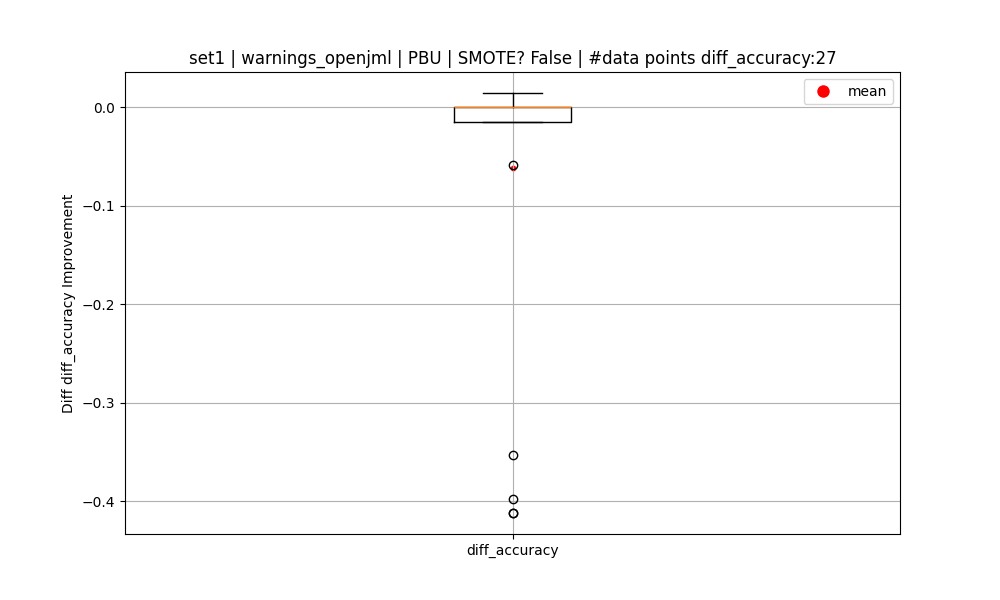 set1 | warnings_openjml | PBU | SMOTE? False | #data points diff_accuracy:27
mean
0.0
−0.1
−0.2
−0.3
−0.4
Diff diff_accuracy Improvement
diff_accuracy